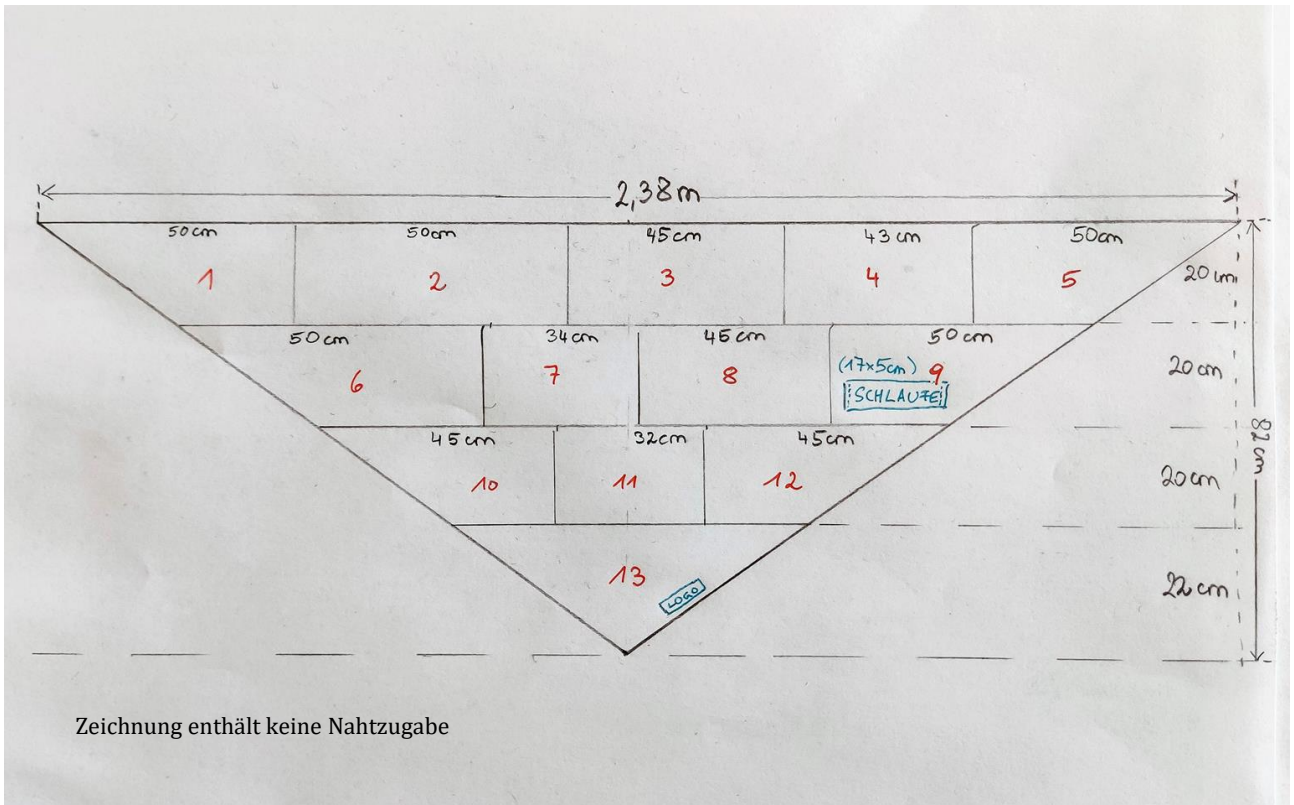 2,38m
50cm 50cm 45cm 43cm 50cm
1 2 3 4 5 20cm
50cm 34cm 45cm 50cm
6 7 8 (17x5cm) 9 20cm
SCHLAUFE
82cm
45cm 32cm 45cm
10 11 12 20cm
13 22cm
LOGO
Zeichnung enthält keine Nahtzugabe